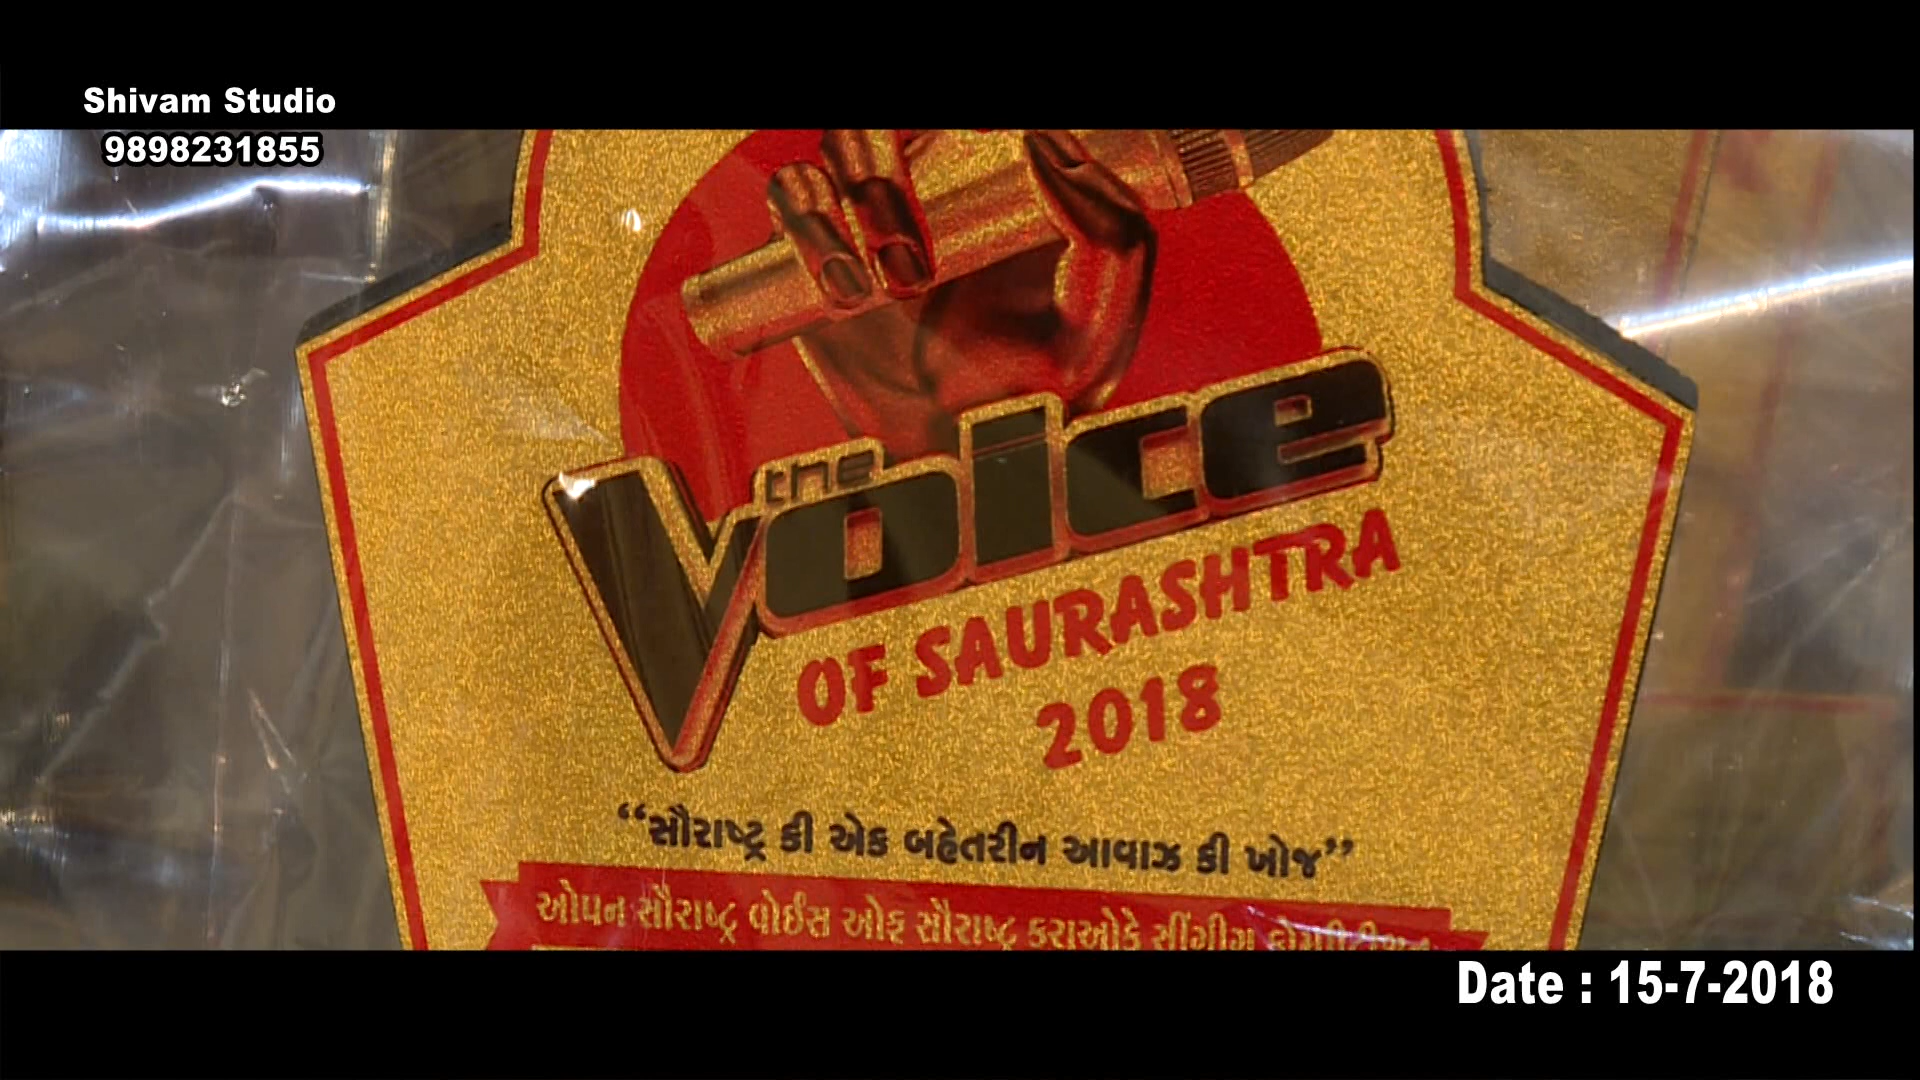 Shivam Studio
9898231855
the
Voice
OF SAURASHTRA
2018
“સૌરાષ્ટ્ર કી એક બહેતરીન આવાઝ કી ખોજ”
ઓપન સૌરાષ્ટ્ર વોઈસ ઓફ સૌરાષ્ટ્ર કરાઓકે સીંગીગ
Date : 15-7-2018